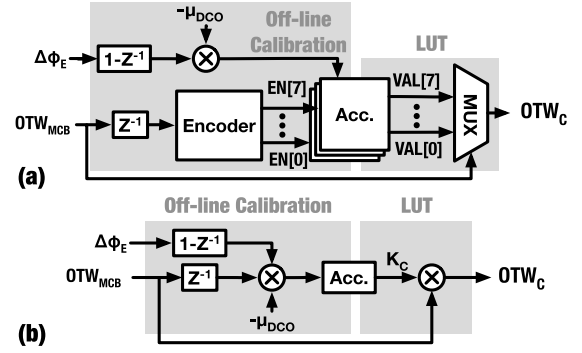 -μDCO
Off-line
Calibration
LUT
ΔΦE
1-Z-1
EN[7]
VAL[7]
OTWMCB
Z-1
Encoder
Acc.
MUX
OTWC
EN[0]
VAL[0]
(a)
Off-line Calibration
LUT
ΔΦE
1-Z-1
KC
OTWMCB
Z-1
Acc.
OTWC
-μDCO
(b)